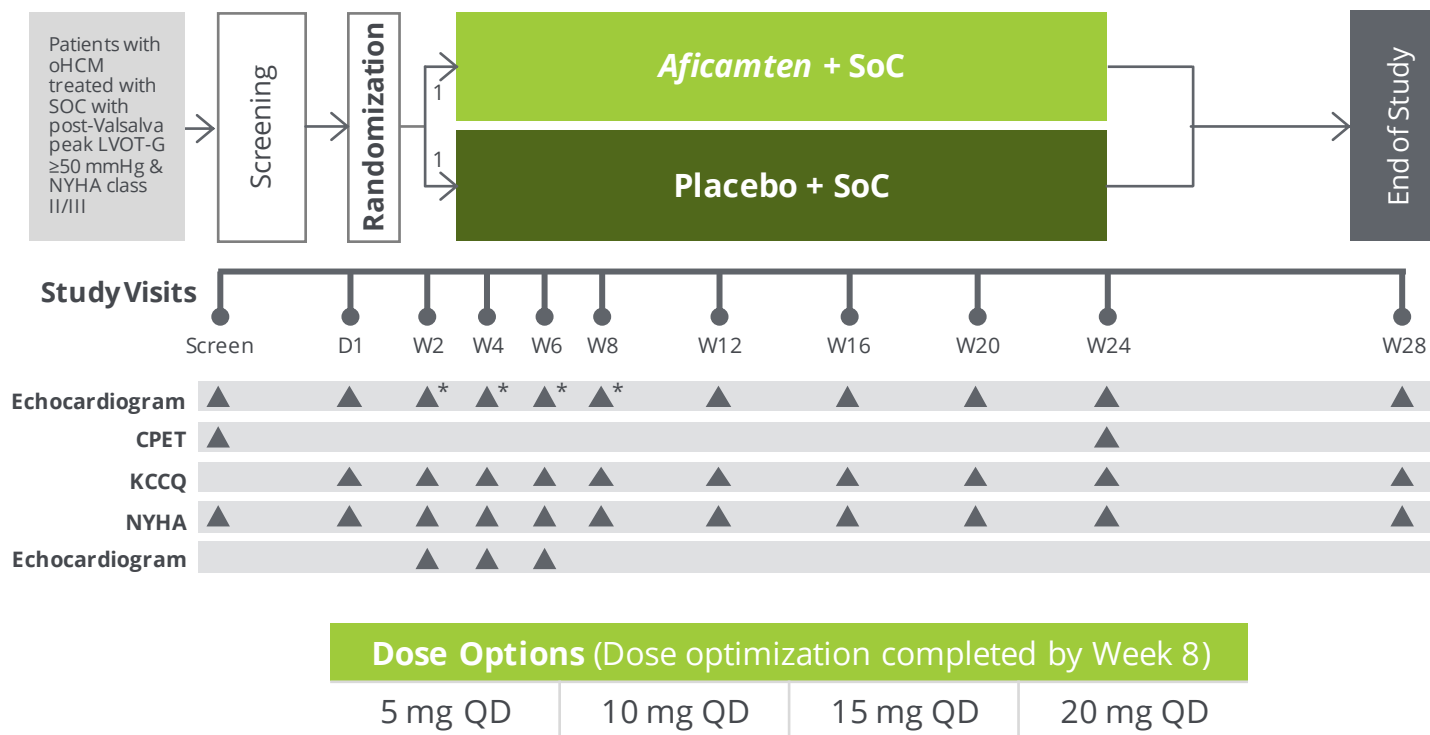 Patients with
oHCM
treated with
SOC with
post-Valsalva
peak LVOT-G
≥50 mmHg &
NYHA class
II/III
Screening
Randomization
1
1
Aficamten + SoC
Placebo + SoC
End of Study
Study Visits
Screen D1 W2 W4 W6 W8 W12 W16 W20 W24 W28
Echocardiogram * * * *
CPET
KCCQ
NYHA
Echocardiogram
Dose Options (Dose optimization completed by Week 8)
5 mg QD 10 mg QD 15 mg QD 20 mg QD